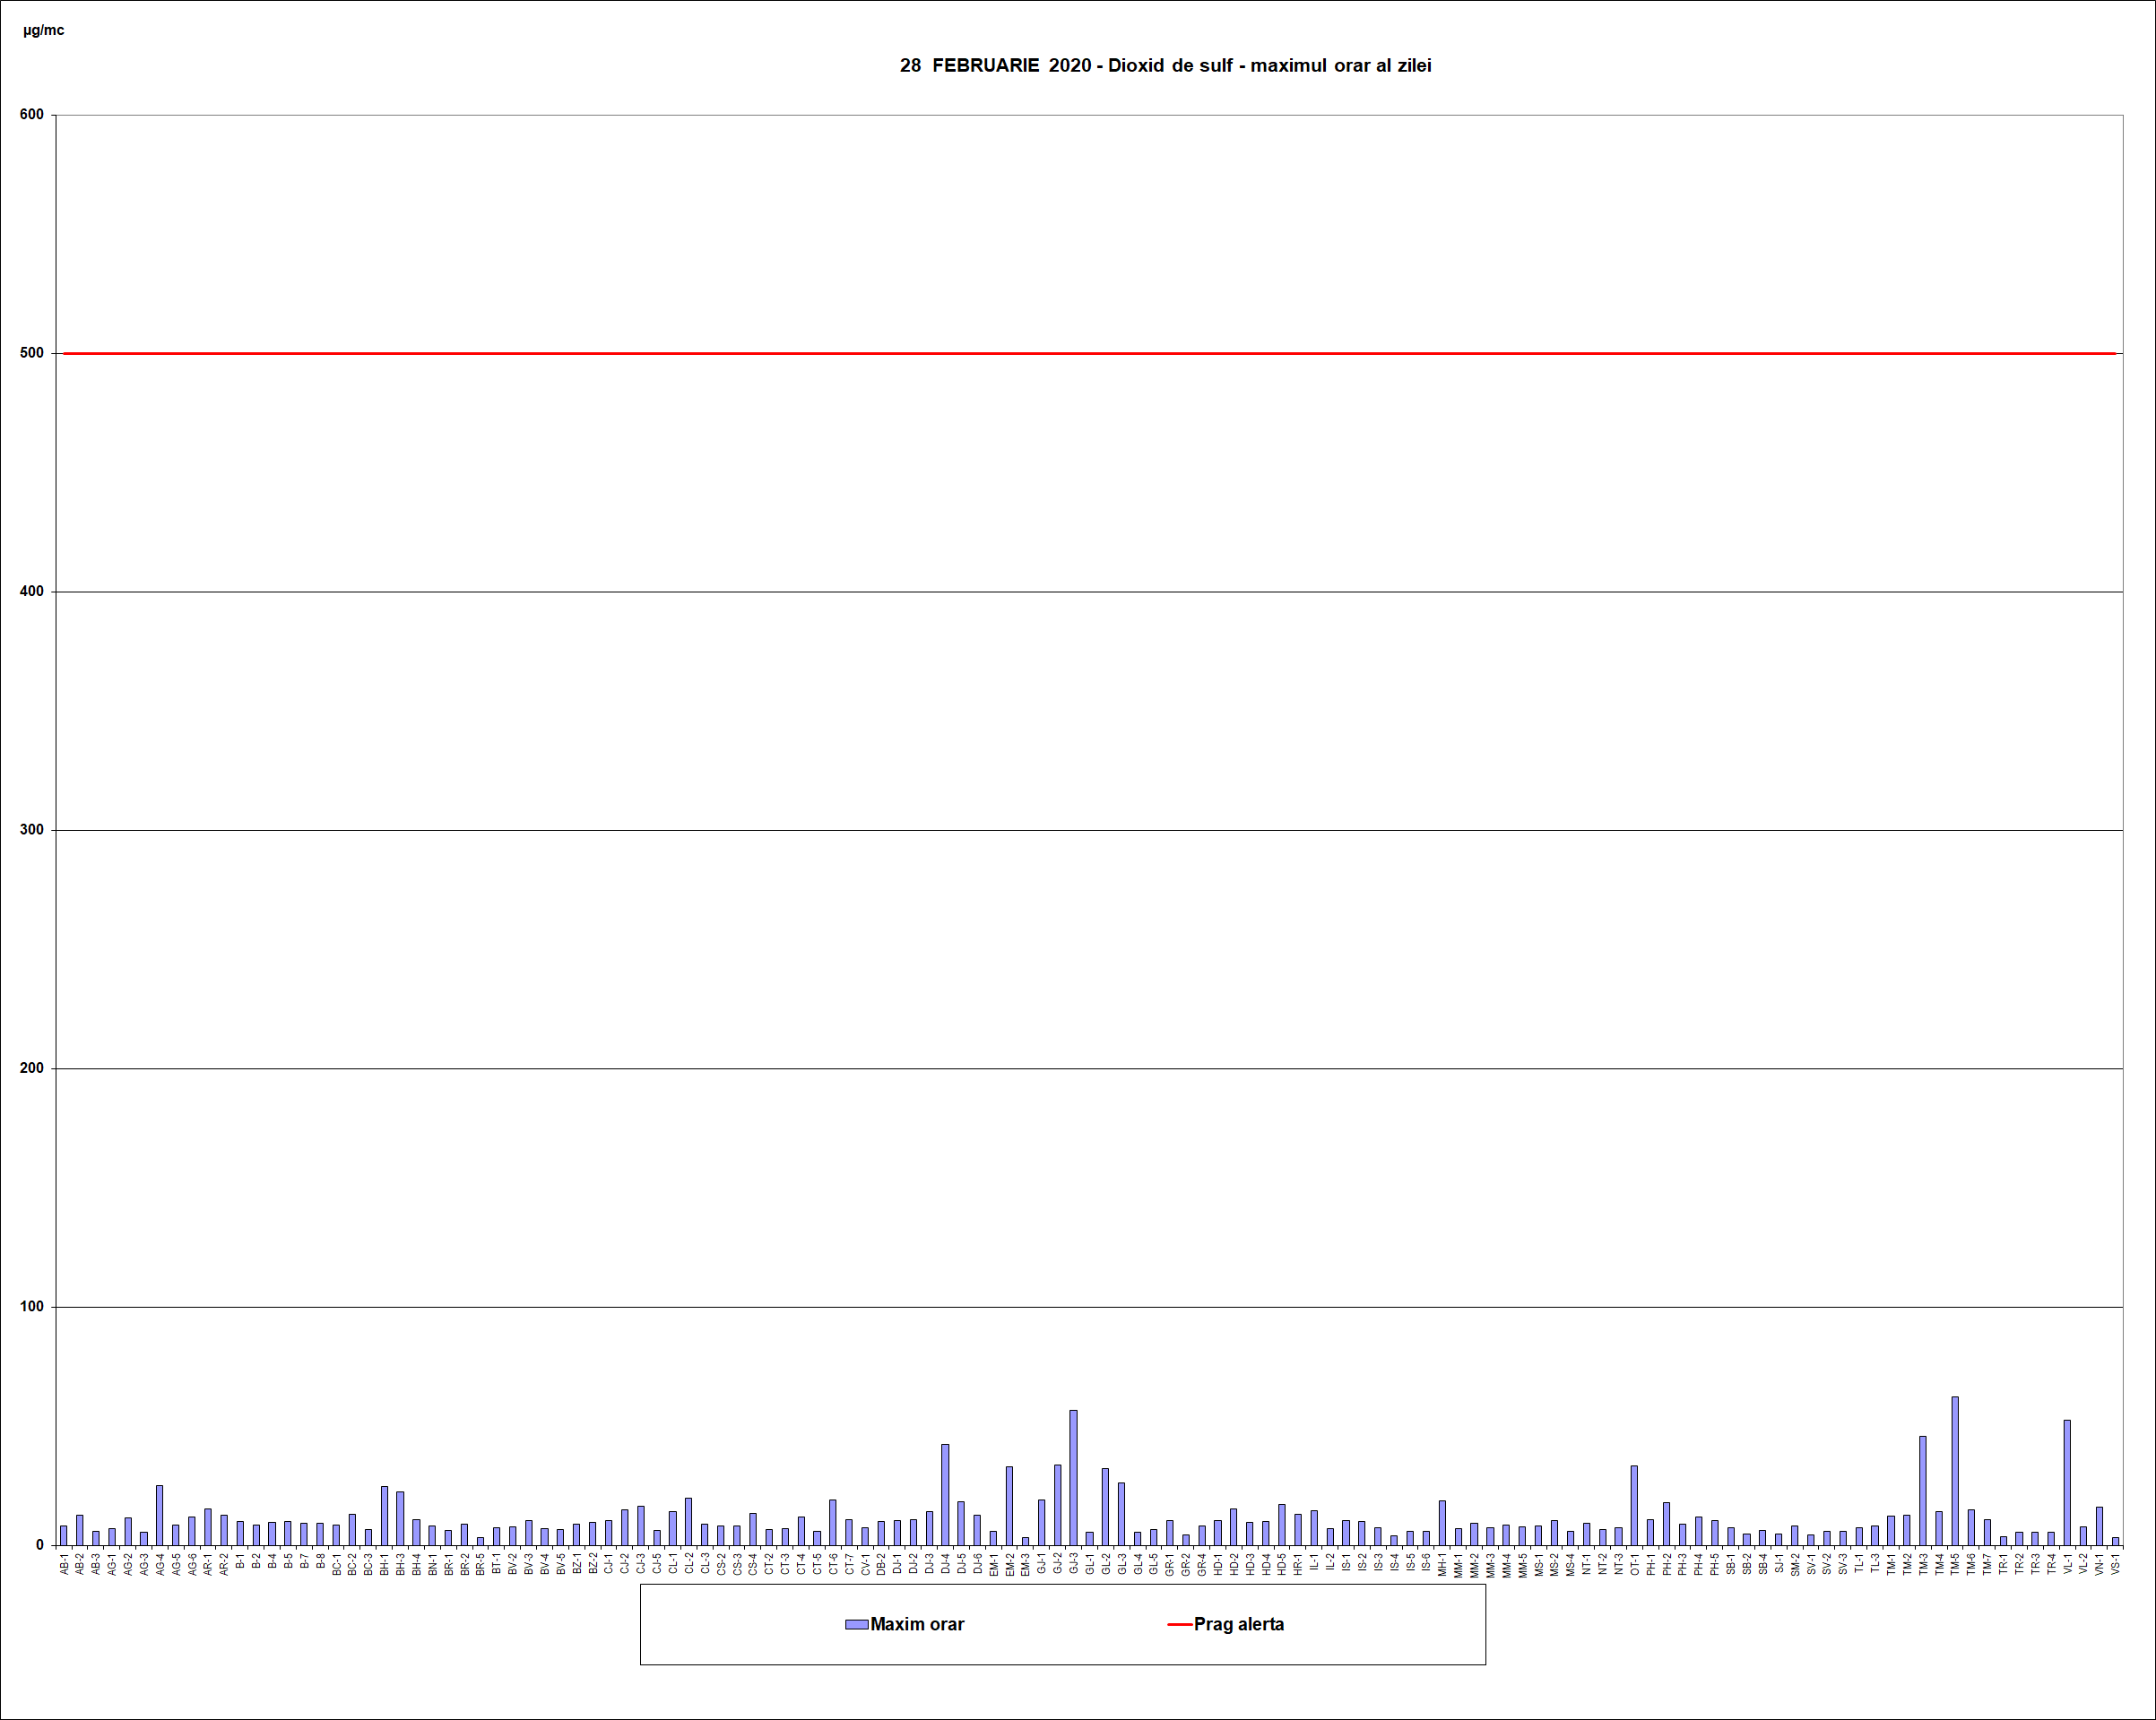 µg/mc
28 FEBRUARIE 2020 - Dioxid de sulf - maximul orar al zilei
600
500
400
300
200
100
0
AB-1 AB-2 AB-3 AG-1 AG-2 AG-3 AG-4 AG-5 AG-6 AR-1 AR-2 B-1 B-2 B-4 B-5 B-7 B-8 BC-1 BC-2 BC-3 BH-1 BH-3 BH-4 BN-1 BR-1 BR-2 BR-5 BT-1 BV-2 BV-3 BV-4 BV-5 BZ-1 BZ-2 CJ-1 CJ-2 CJ-3 CJ-5 CL-1 CL-2 CL-3 CS-2 CS-3 CS-4 CT-2 CT-3 CT-4 CT-5 CT-6 CT-7 CV-1 DB-2 DJ-1 DJ-2 DJ-3 DJ-4 DJ-5 DJ-6 EM-1 EM-2 EM-3 GJ-1 GJ-2 GJ-3 GL-1 GL-2 GL-3 GL-4 GL-5 GR-1 GR-2 GR-4 HD-1 HD-2 HD-3 HD-4 HD-5 HR-1 IL-1 IL-2 IS-1 IS-2 IS-3 IS-4 IS-5 IS-6 MH-1 MM-1 MM-2 MM-3 MM-4 MM-5 MS-1 MS-2 MS-4 NT-1 NT-2 NT-3 OT-1 PH-1 PH-2 PH-3 PH-4 PH-5 SB-1 SB-2 SB-4 SJ-1 SM-2 SV-1 SV-2 SV-3 TL-1 TL-3 TM-1 TM-2 TM-3 TM-4 TM-5 TM-6 TM-7 TR-1 TR-2 TR-3 TR-4 VL-1 VL-2 VN-1 VS-1
Maxim orar Prag alerta